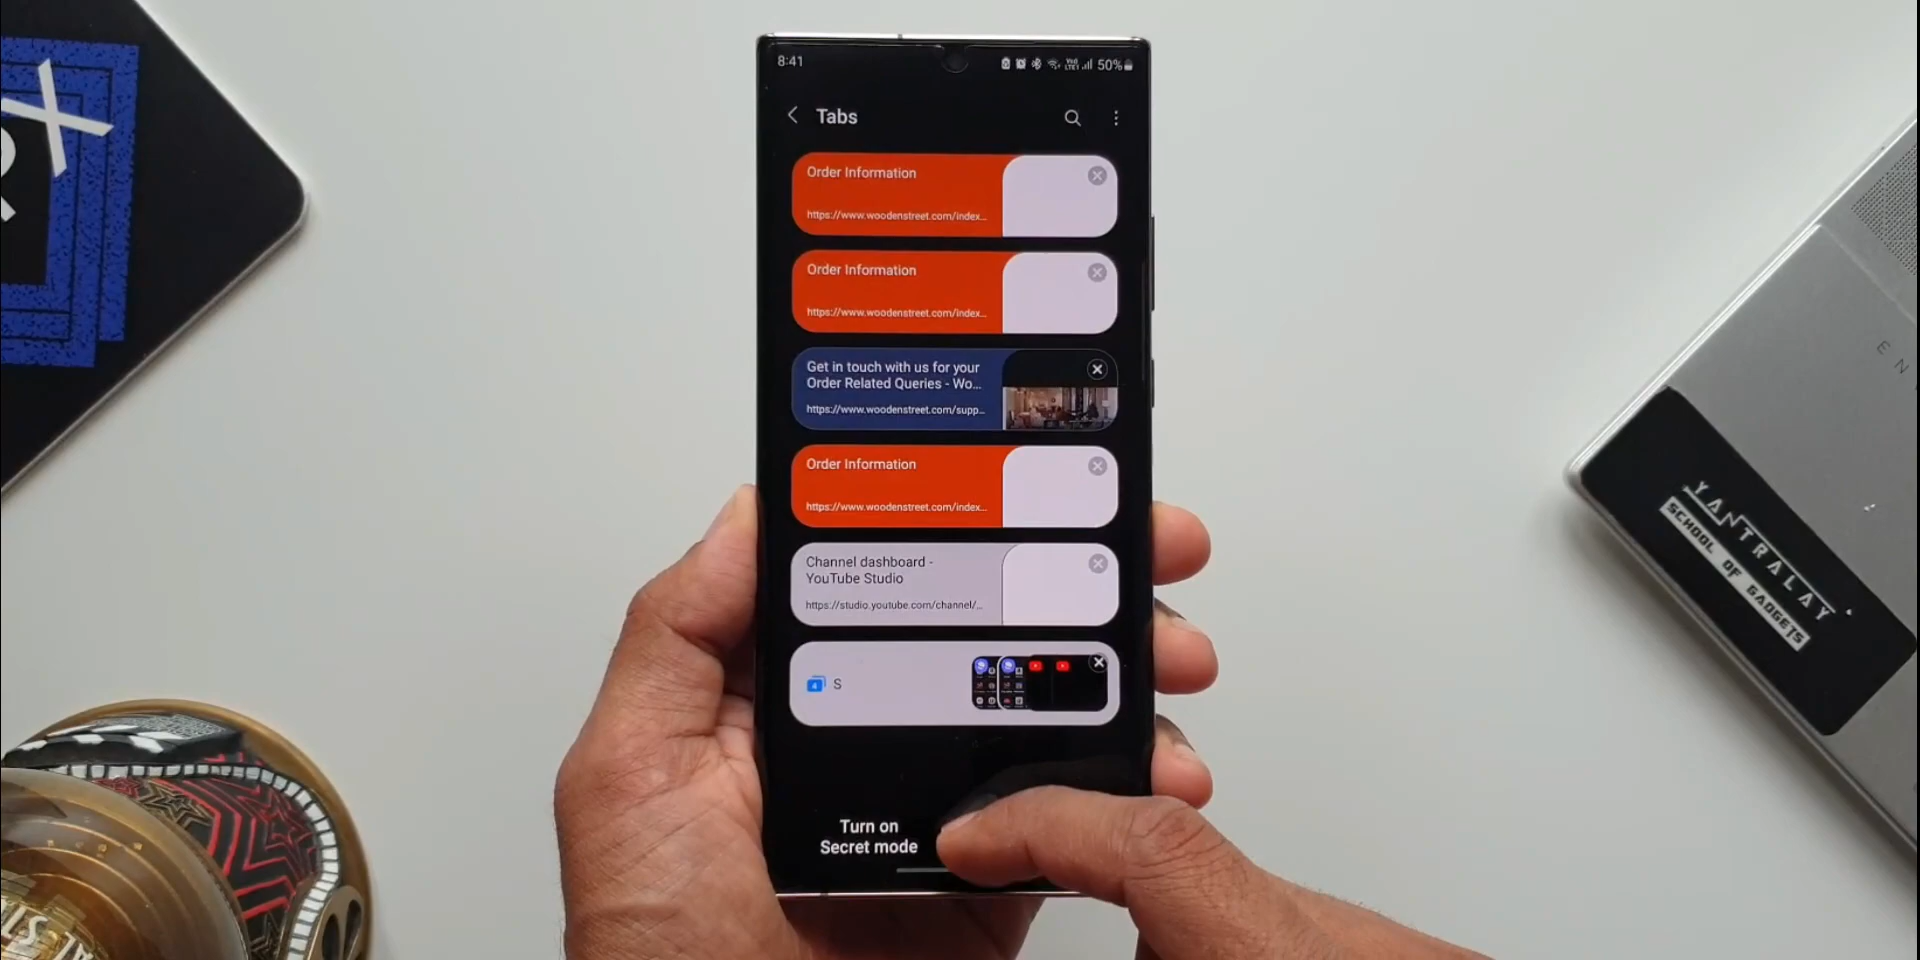 8:41
50%
Tabs
Order Information
https://www.woodenstreet.com/index...
Order Information
https://www.woodenstreet.com/index...
Get in touch with us for your
Order Related Queries - Wo...
https://www.woodenstreet.com/supp...
Order Information
https://www.woodenstreet.com/index...
Channel dashboard -
YouTube Studio
https://studio.youtube.com/channel/...
4
S
Turn on
Secret mode
YANTRALAY
SCHOOL OF GADGETS
E N